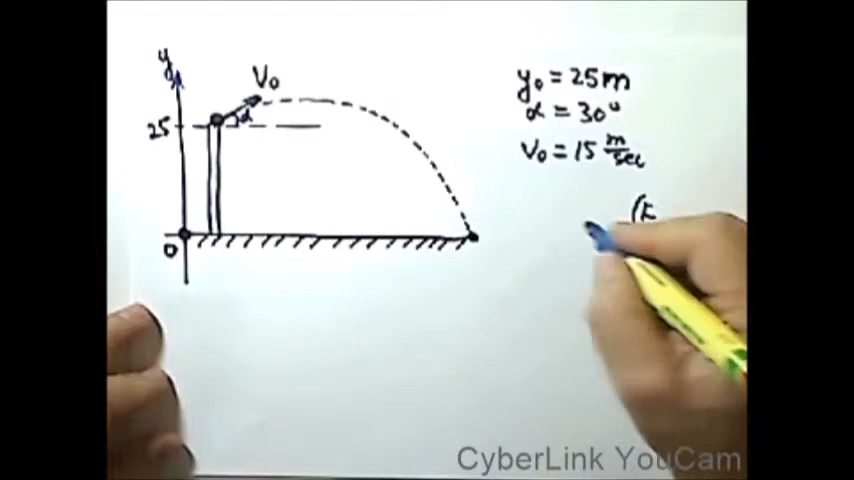 y
V₀
α
25
0
y₀ = 25m
α = 30°
V₀ = 15 m/sec
CyberLink YouCam